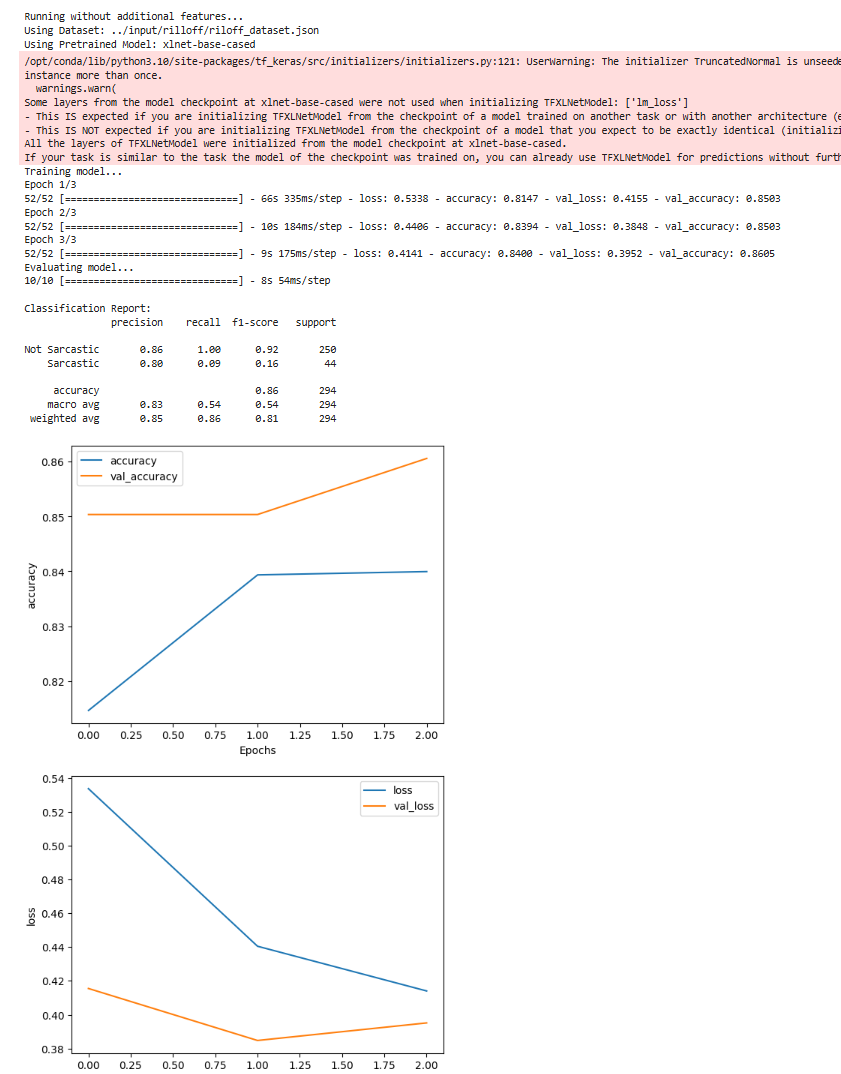 Running without additional features...
Using Dataset: ../input/rilloff/riloff_dataset.json
Using Pretrained Model: xlnet-base-cased
/opt/conda/lib/python3.10/site-packages/tf_keras/src/initializers/initializers.py:121: UserWarning: The initializer TruncatedNormal is unseede
instance more than once.
warnings.warn(
Some layers from the model checkpoint at xlnet-base-cased were not used when initializing TFXLNetModel: ['lm_loss']
- This IS expected if you are initializing TFXLNetModel from the checkpoint of a model trained on another task or with another architecture (e
- This IS NOT expected if you are initializing TFXLNetModel from the checkpoint of a model that you expect to be exactly identical (initializi
All the layers of TFXLNetModel were initialized from the model checkpoint at xlnet-base-cased.
If your task is similar to the task the model of the checkpoint was trained on, you can already use TFXLNetModel for predictions without furth
Training model...
Epoch 1/3
52/52 [==============================] - 66s 335ms/step - loss: 0.5338 - accuracy: 0.8147 - val_loss: 0.4155 - val_accuracy: 0.8503
Epoch 2/3
52/52 [==============================] - 10s 184ms/step - loss: 0.4406 - accuracy: 0.8394 - val_loss: 0.3848 - val_accuracy: 0.8503
Epoch 3/3
52/52 [==============================] - 9s 175ms/step - loss: 0.4141 - accuracy: 0.8400 - val_loss: 0.3952 - val_accuracy: 0.8605
Evaluating model...
10/10 [==============================] - 8s 54ms/step
Classification Report:
precision recall f1-score support
Not Sarcastic 0.86 1.00 0.92 250
Sarcastic 0.80 0.09 0.16 44
accuracy 0.86 294
macro avg 0.83 0.54 0.54 294
weighted avg 0.85 0.86 0.81 294
accuracy
val_accuracy
0.86
0.85
0.84
0.83
0.82
accuracy
0.00 0.25 0.50 0.75 1.00 1.25 1.50 1.75 2.00
Epochs
loss
val_loss
0.54
0.52
0.50
0.48
0.46
0.44
0.42
0.40
0.38
loss
0.00 0.25 0.50 0.75 1.00 1.25 1.50 1.75 2.00